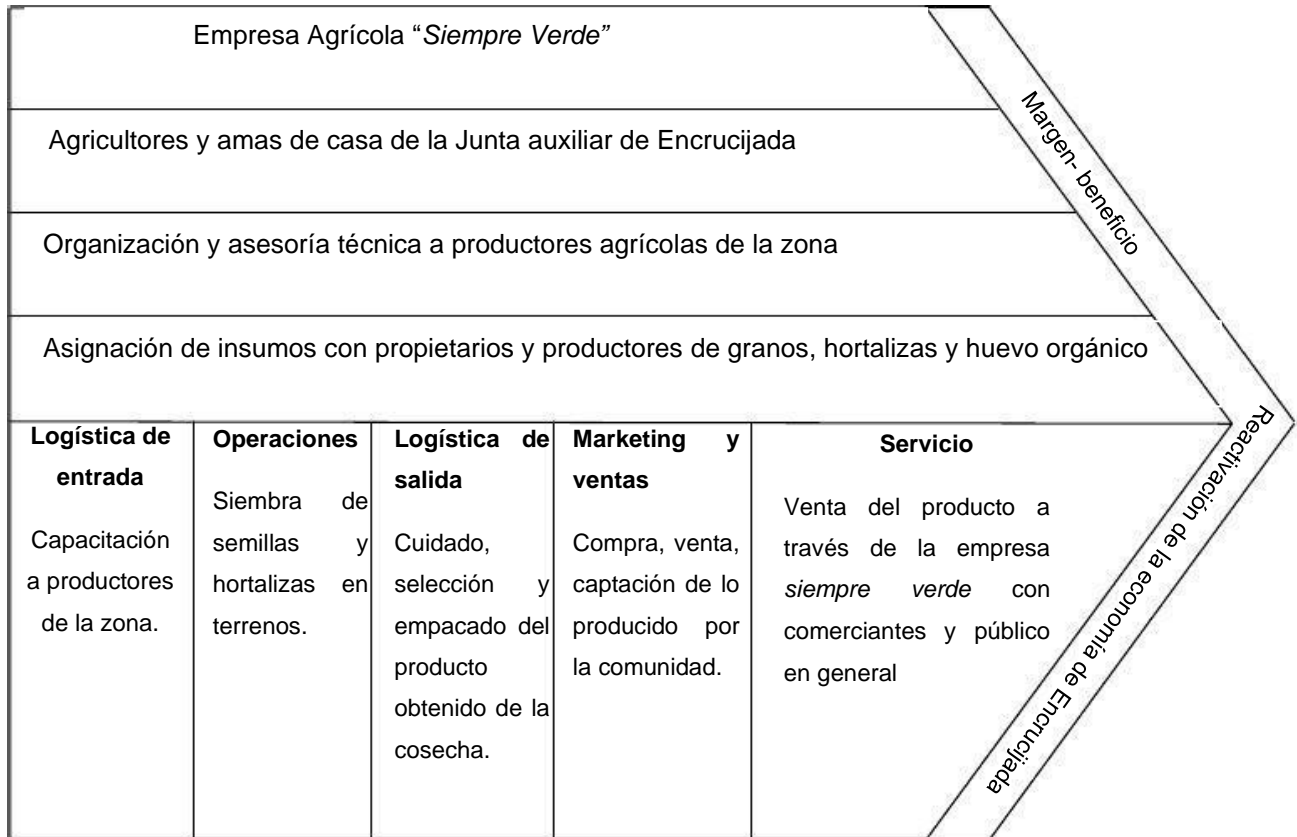 Empresa Agrícola “Siempre Verde”
Agricultores y amas de casa de la Junta auxiliar de Encrucijada
Organización y asesoría técnica a productores agrícolas de la zona
Asignación de insumos con propietarios y productores de granos, hortalizas y huevo orgánico
Logística de
entrada
Capacitación
a productores
de la zona.
Operaciones
Siembra de
semillas y
hortalizas en
terrenos.
Logística de
salida
Cuidado,
selección y
empacado del
producto
obtenido de la
cosecha.
Marketing y
ventas
Compra, venta,
captación de lo
producido por
la comunidad.
Servicio
Venta del producto a
través de la empresa
siempre verde con
comerciantes y público
en general
Margen- beneficio
Reactivación de la economía de Encrucijada